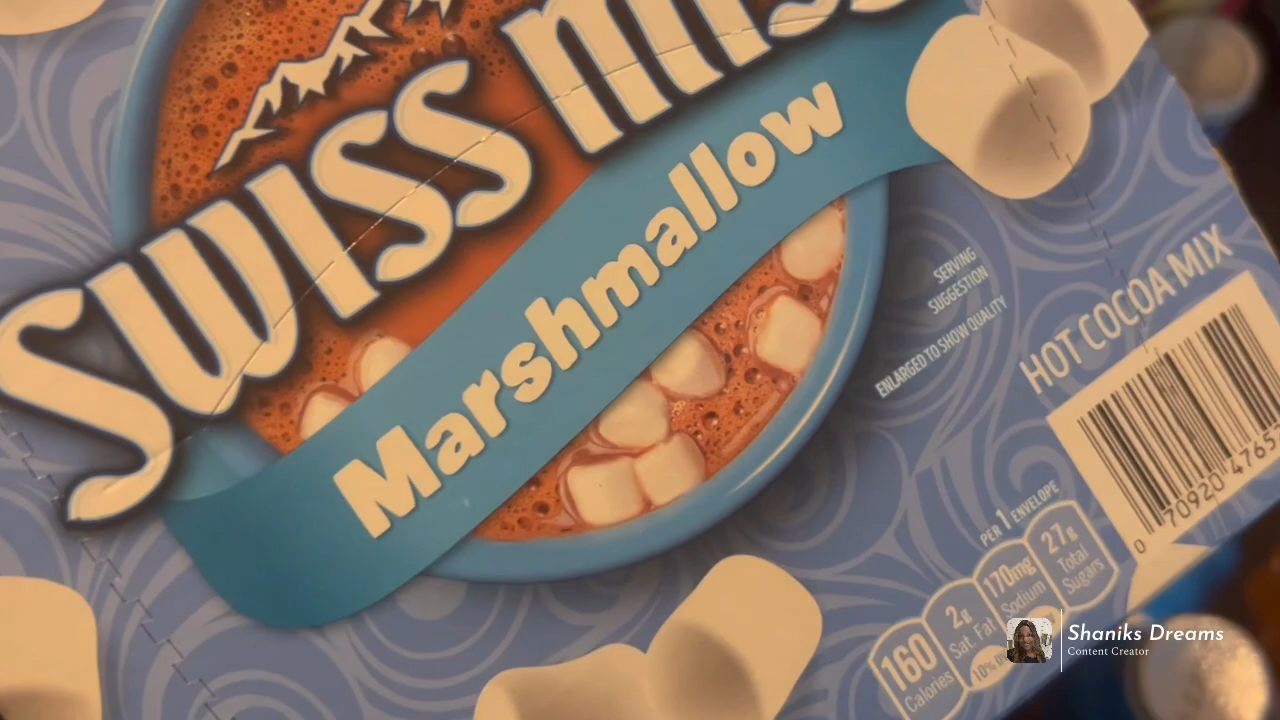 SWISS MISS
Marshmallow
SERVING
SUGGESTION
ENLARGED TO SHOW QUALITY
HOT COCOA MIX
0 70920 4765
PER 1 ENVELOPE
160
Calories
2g
Sat. Fat
10%
170mg
Sodium
27g
Total
Sugars
Shaniks Dreams
Content Creator